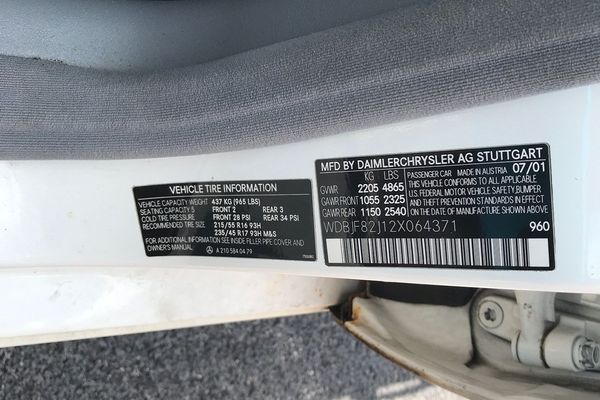 VEHICLE TIRE INFORMATION
VEHICLE CAPACITY WEIGHT 437 KG (965 LBS)
SEATING CAPACITY 5 FRONT 2 REAR 3
COLD TIRE PRESSURE FRONT 28 PSI REAR 34 PSI
RECOMMENDED TIRE SIZE 215/55 R16 93H
235/45 R17 93H M&S
FOR ADDITIONAL INFORMATION SEE INSIDE FILLER PIPE COVER AND
OWNER'S MANUAL.
A 210 584 04 79
MFD BY DAIMLERCHRYSLER AG STUTTGART
KG LBS
GVWR 2205 4865
GAWR FRONT 1055 2325
GAWR REAR 1150 2540
PASSENGER CAR MADE IN AUSTRIA 07/01
THIS VEHICLE CONFORMS TO ALL APPLICABLE
U.S. FEDERAL MOTOR VEHICLE SAFETY, BUMPER
AND THEFT PREVENTION STANDARDS IN EFFECT
ON THE DATE OF MANUFACTURE SHOWN ABOVE
WDBJF82J12X064371
960